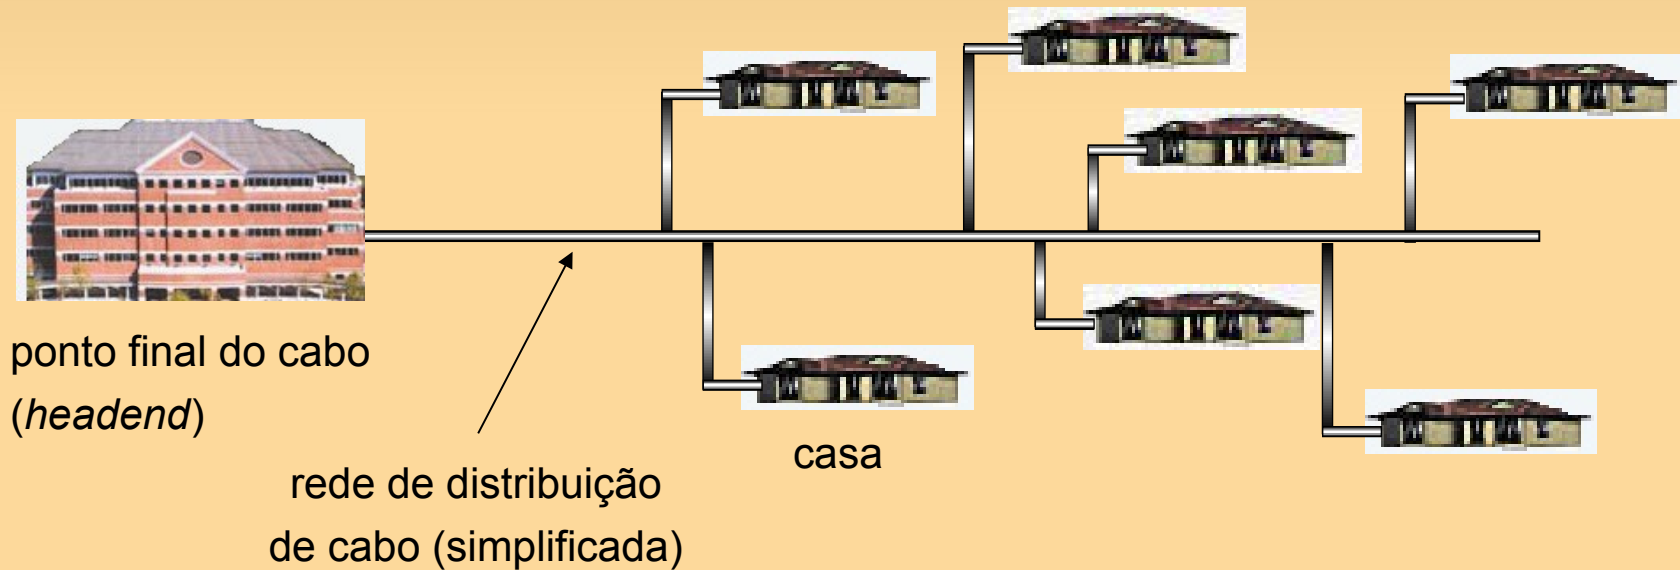 ponto final do cabo
(headend)
rede de distribuição
de cabo (simplificada)
casa